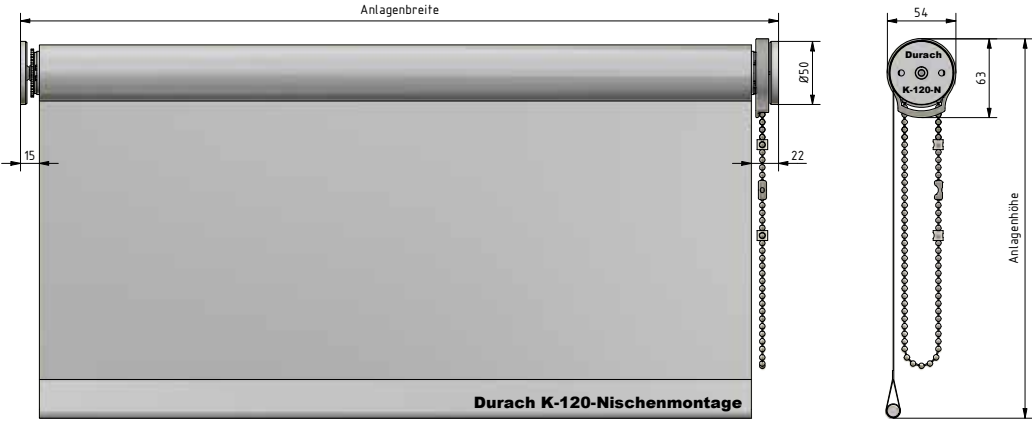 Anlagenbreite
54
Durach
K-120-N
Ø50
63
15
22
Anlagenhöhe
Durach K-120-Nischenmontage